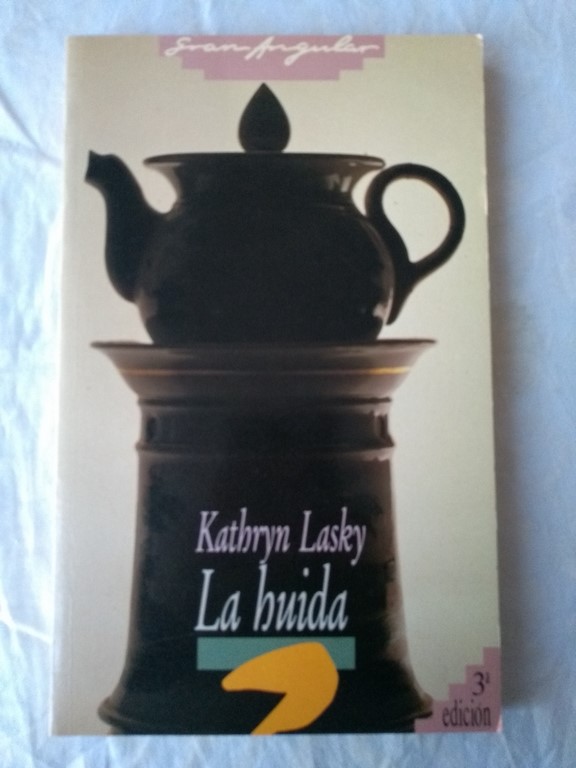 Gran Angular
Kathryn Lasky
La huida
3ª
edición